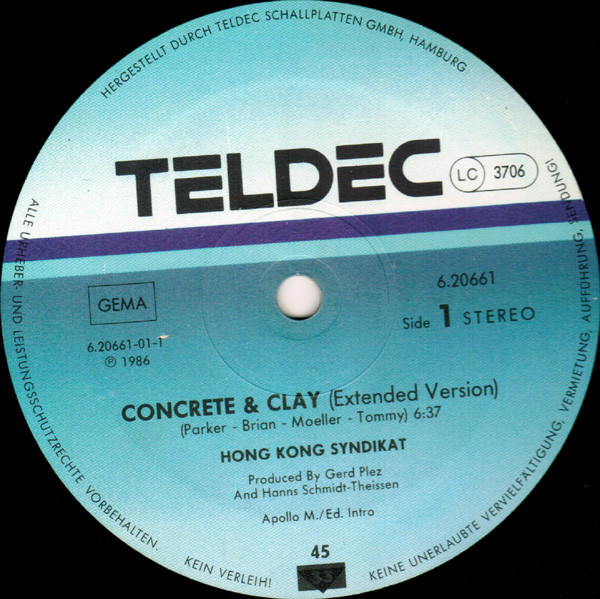 HERGESTELLT DURCH TELDEC SCHALLPLATTEN GMBH, HAMBURG
TELDEC
LC 3706
GEMA
6.20661
6.20661-01-1
Side 1 STEREO
℗ 1986
CONCRETE & CLAY (Extended Version)
(Parker - Brian - Moeller - Tommy) 6:37
HONG KONG SYNDIKAT
Produced By Gerd Plez
And Hanns Schmidt-Theissen
Apollo M./Ed. Intro
45
ALLE URHEBER- UND LEISTUNGSSCHUTZRECHTE VORBEHALTEN.
KEIN VERLEIH!
KEINE UNERLAUBTE VERVIELFÄLTIGUNG, VERMIETUNG, AUFFÜHRUNG, SENDUNG!